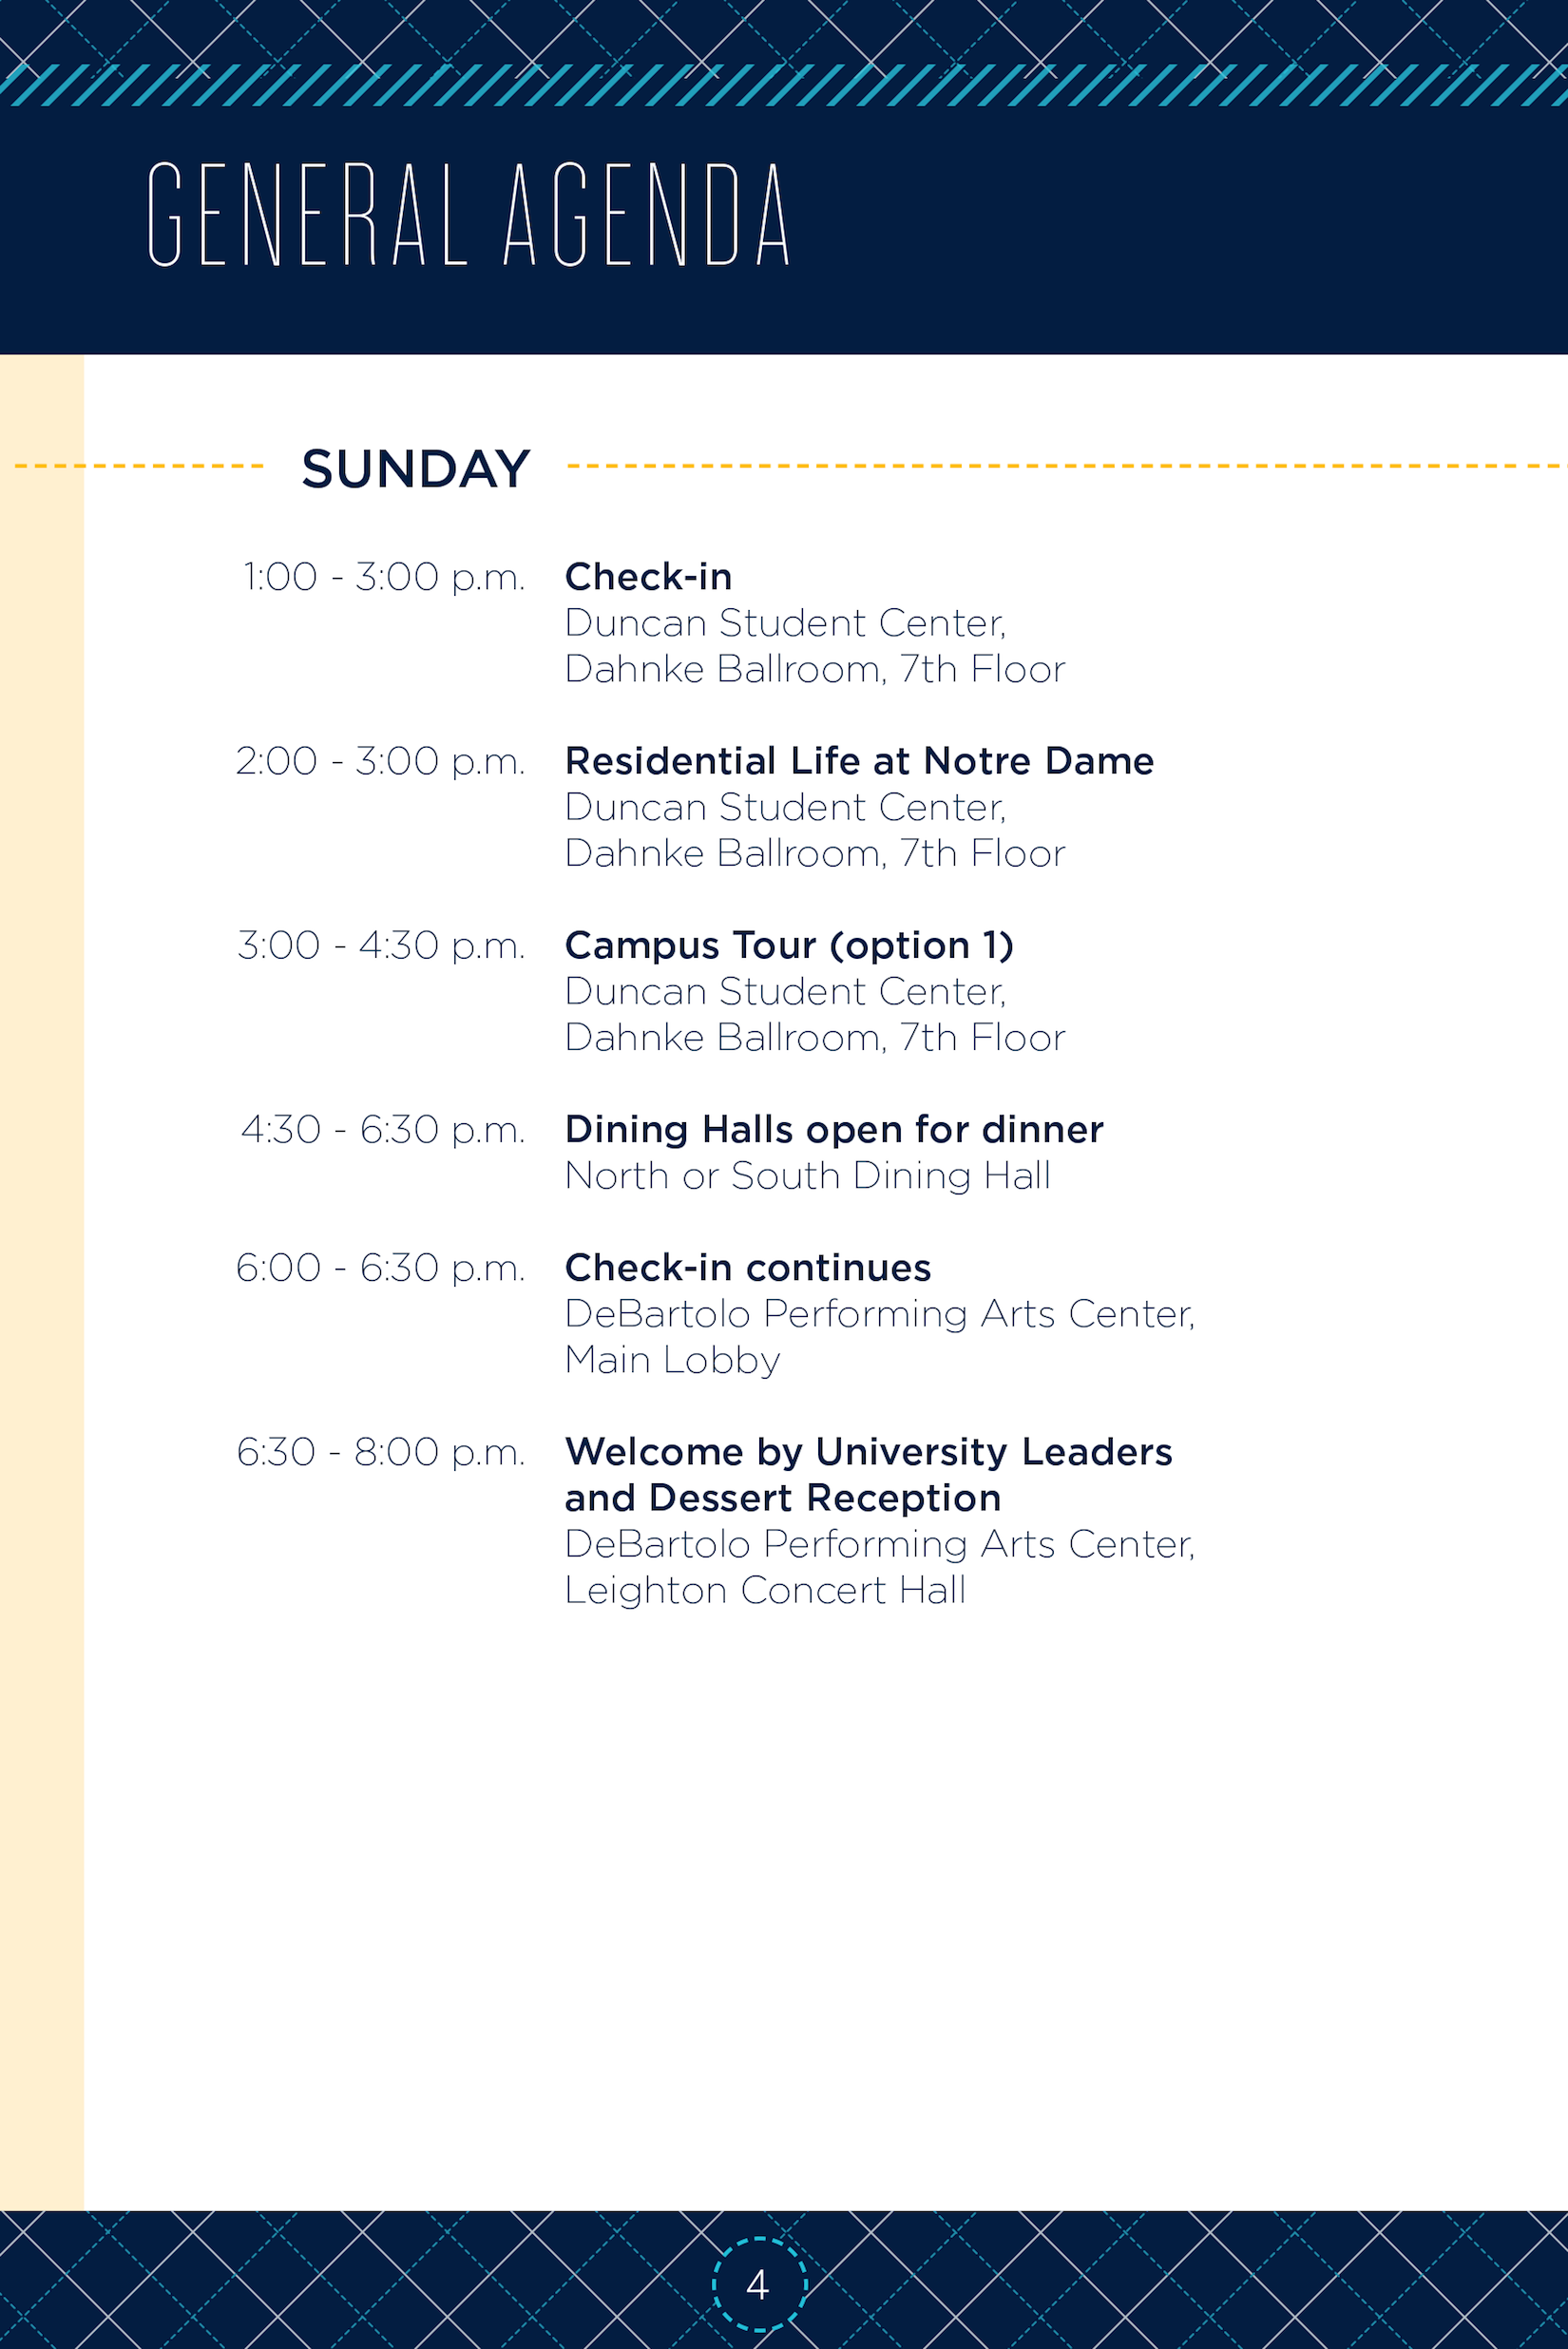 GENERAL AGENDA
SUNDAY
1:00 - 3:00 p.m. Check-in
Duncan Student Center,
Dahnke Ballroom, 7th Floor
2:00 - 3:00 p.m. Residential Life at Notre Dame
Duncan Student Center,
Dahnke Ballroom, 7th Floor
3:00 - 4:30 p.m. Campus Tour (option 1)
Duncan Student Center,
Dahnke Ballroom, 7th Floor
4:30 - 6:30 p.m. Dining Halls open for dinner
North or South Dining Hall
6:00 - 6:30 p.m. Check-in continues
DeBartolo Performing Arts Center,
Main Lobby
6:30 - 8:00 p.m. Welcome by University Leaders
and Dessert Reception
DeBartolo Performing Arts Center,
Leighton Concert Hall
4